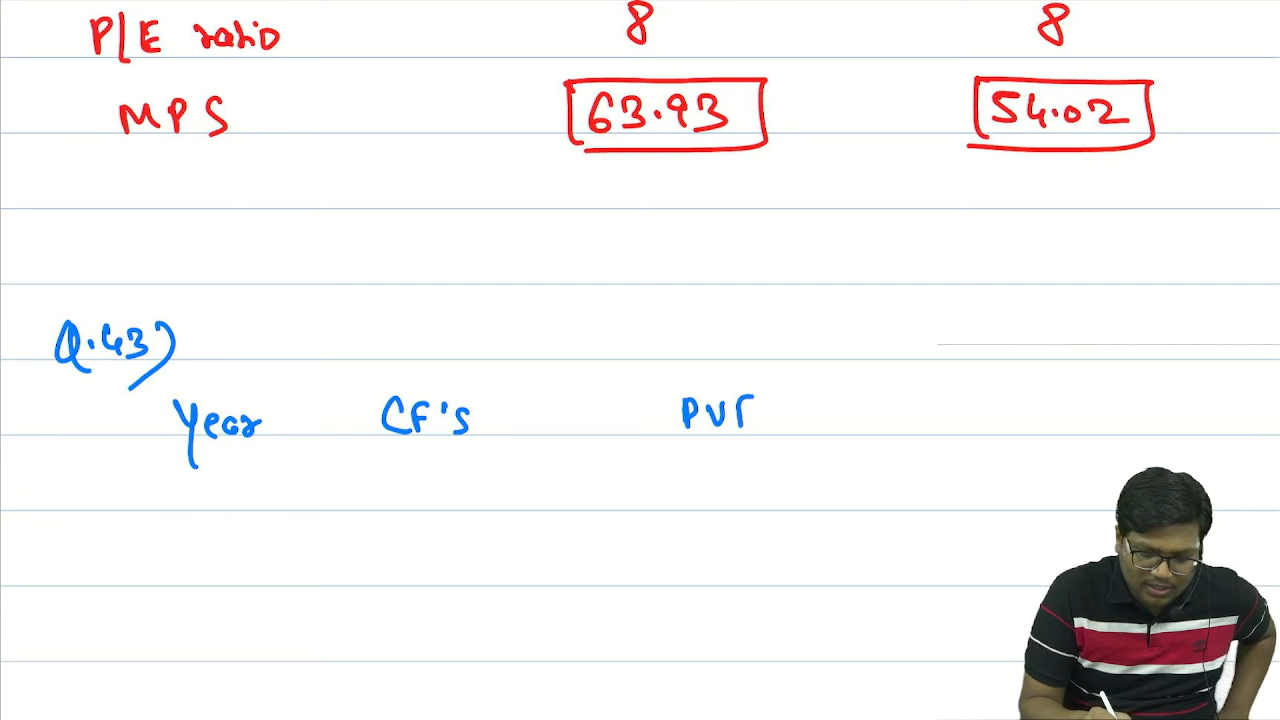 P/E ratio 8 8
MPS 63.93 54.02
Q.43)
Year CF's PVF